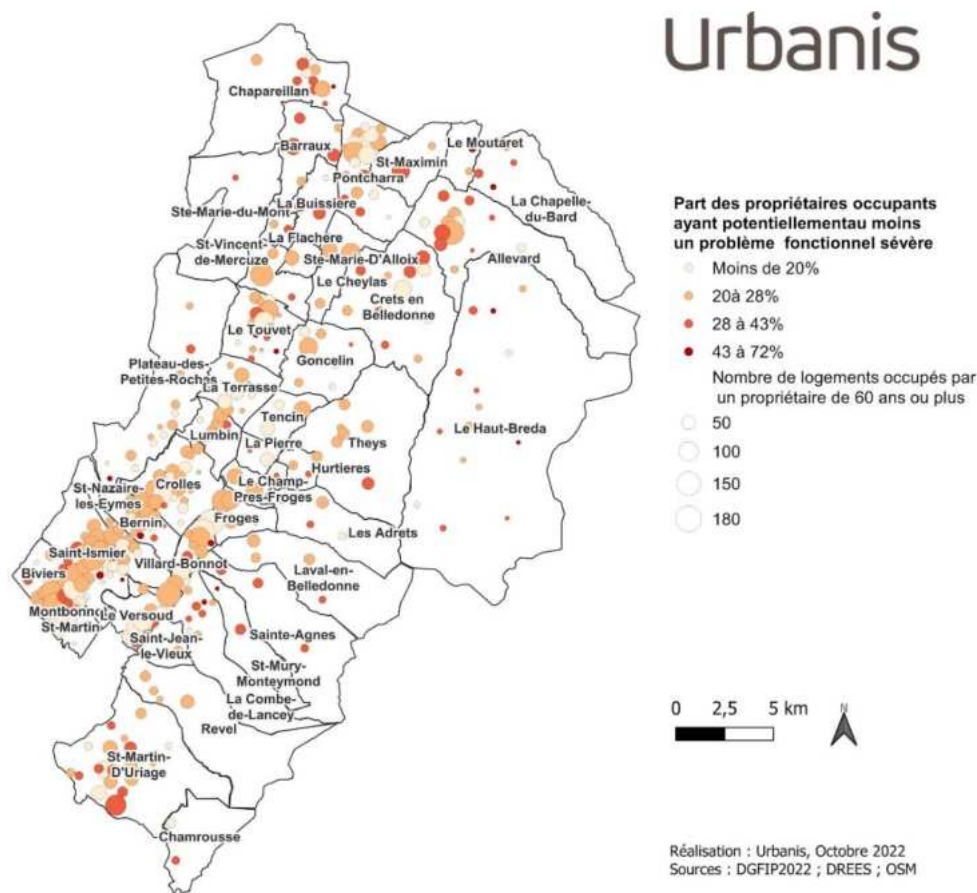 Urbanis
Chapareillan
Barraux
Le Moutaret
St-Maximin
Pontcharra
La Chapelle-
du-Bard
La Buissière
Ste-Marie-du-Mont
La Flachère
St-Vincent-
de-Mercuze
Ste-Marie-D'Alloix
Allevard
Le Cheylas
Crets en
Belledonne
Le Touvet
Goncelin
Plateau-des-
Petites-Roches
La Terrasse
Tencin
Lumbin
La Pierre
Theys
Le Haut-Breda
Hurtieres
St-Nazaire-
les-Eymes
Crolles
Le Champ-
Pres-Froges
Bernin
Froges
Les Adrets
Saint-Ismier
Biviers
Villard-Bonnot
Laval-en-
Belledonne
Montbonno
St-Martin
Le Versoud
Saint-Jean-
le-Vieux
Sainte-Agnes
St-Mury-
Monteymond
La Combe-
de-Lancey
Revel
St-Martin-
D'Uriage
Chamrousse
Part des propriétaires occupants
ayant potentiellementau moins
un problème fonctionnel sévère
Moins de 20%
20à 28%
28 à 43%
43 à 72%
Nombre de logements occupés par
un propriétaire de 60 ans ou plus
50
100
150
180
0 2,5 5 km
N
Réalisation : Urbanis, Octobre 2022
Sources : DGFIP2022 ; DREES ; OSM